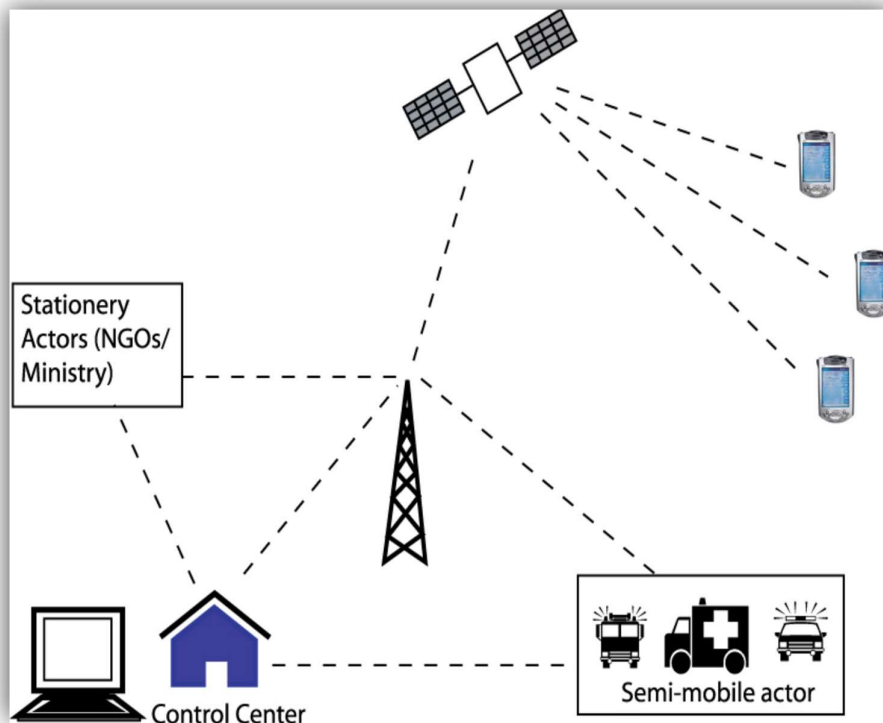 Stationery
Actors (NGOs/
Ministry)
Control Center
Semi-mobile actor